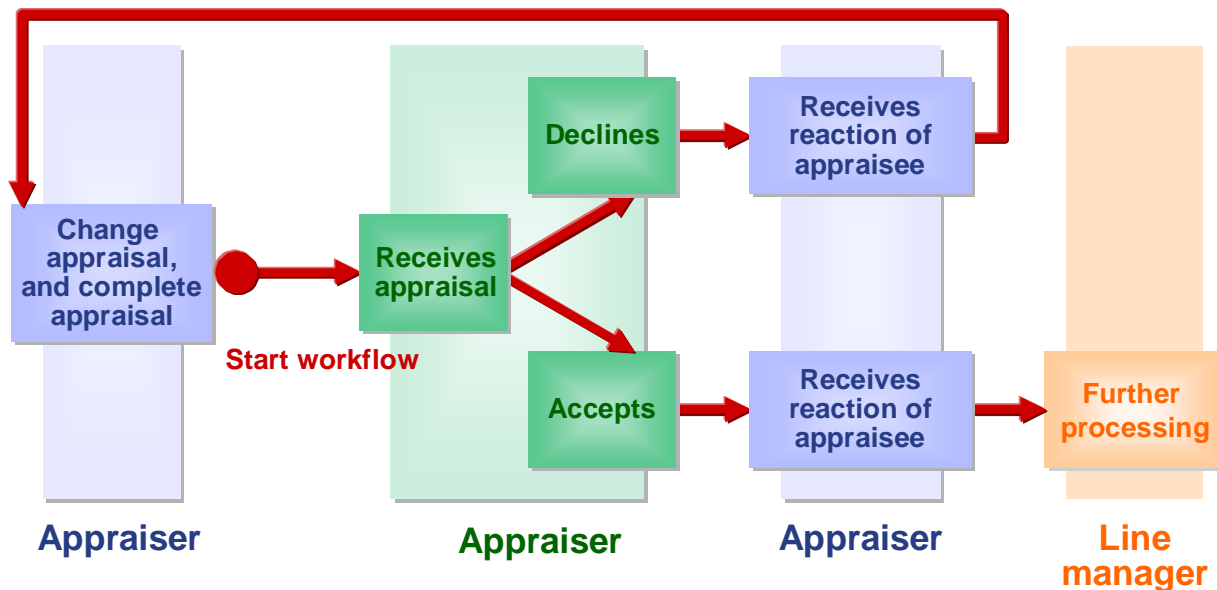 Change
appraisal,
and complete
appraisal
Start workflow
Receives
appraisal
Declines
Accepts
Receives
reaction of
appraisee
Receives
reaction of
appraisee
Further
processing
Appraiser
Appraiser
Appraiser
Line
manager